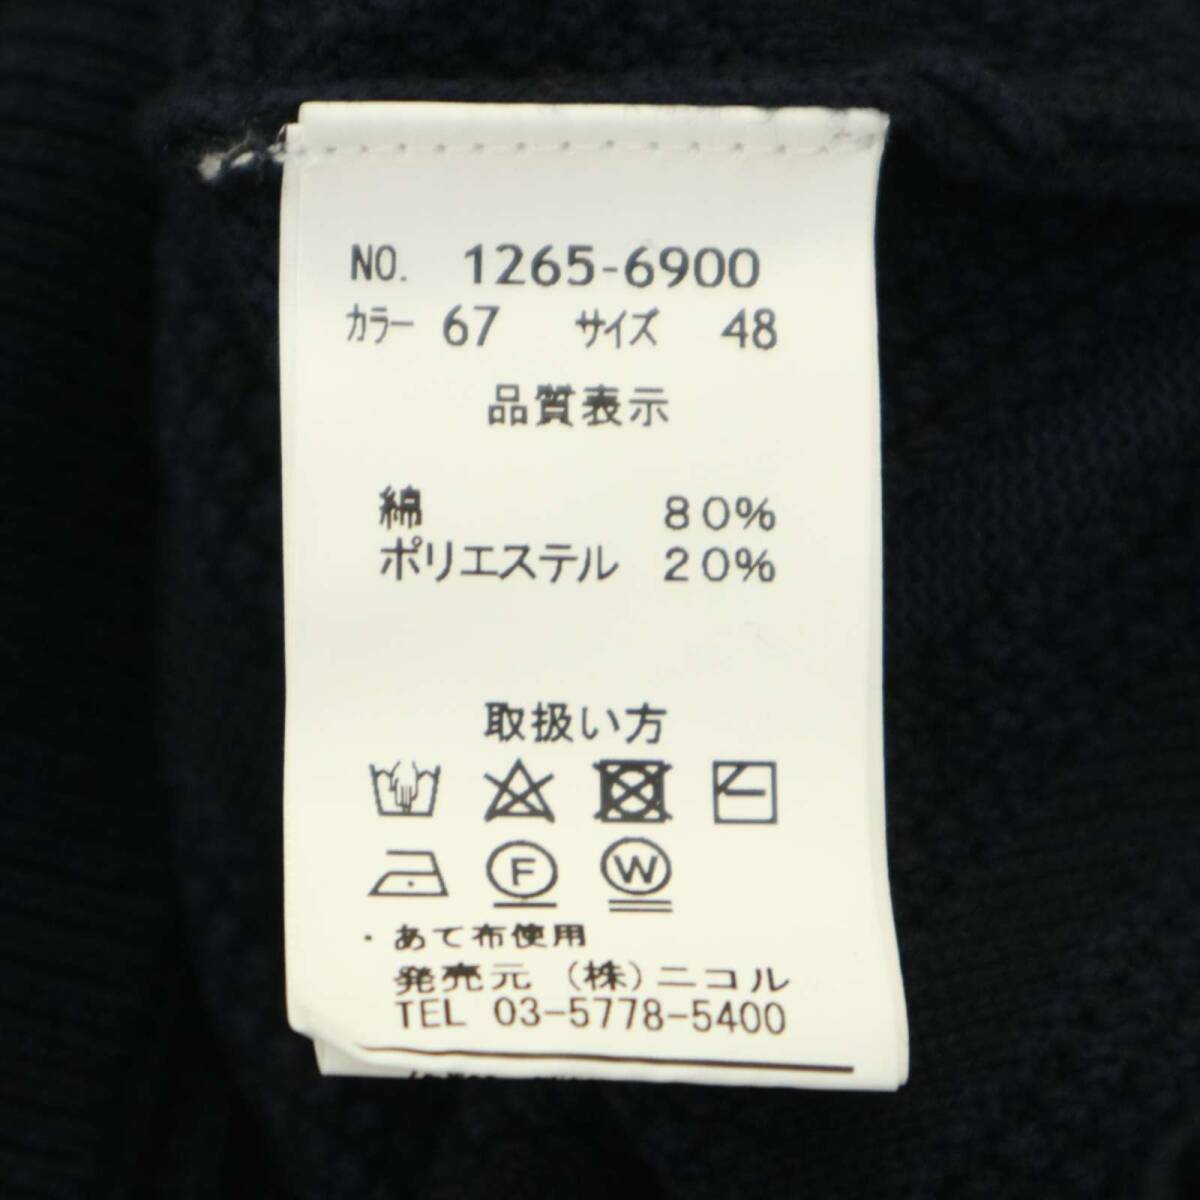 NO. 1265-6900
カラー 67 サイズ 48
品質表示
綿 80%
ポリエステル 20%
取扱い方
F W
・あて布使用
発売元 (株)ニコル
TEL 03-5778-5400